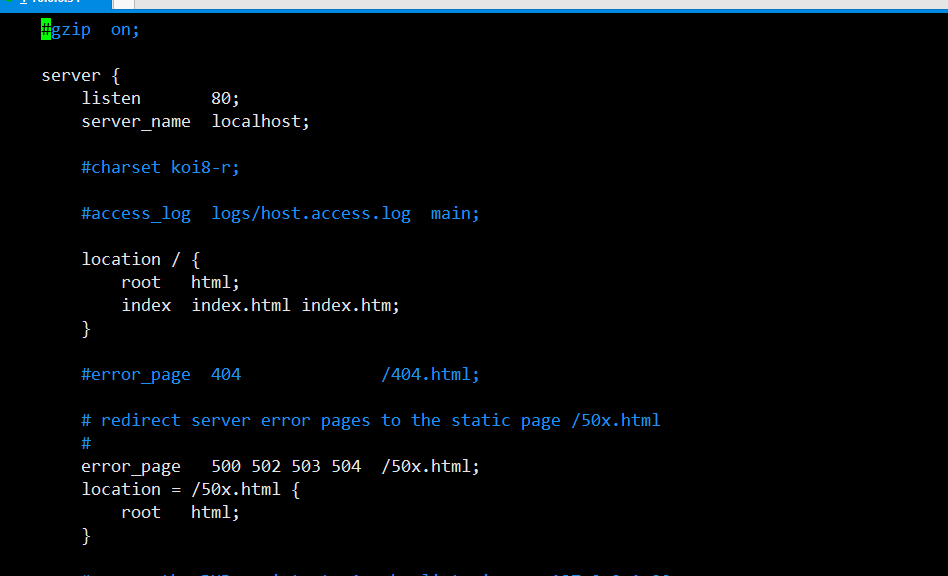 #gzip  on;
server {
listen       80;
server_name  localhost;
#charset koi8-r;
#access_log  logs/host.access.log  main;
location / {
root   html;
index  index.html index.htm;
}
#error_page  404              /404.html;
# redirect server error pages to the static page /50x.html
#
error_page   500 502 503 504  /50x.html;
location = /50x.html {
root   html;
}